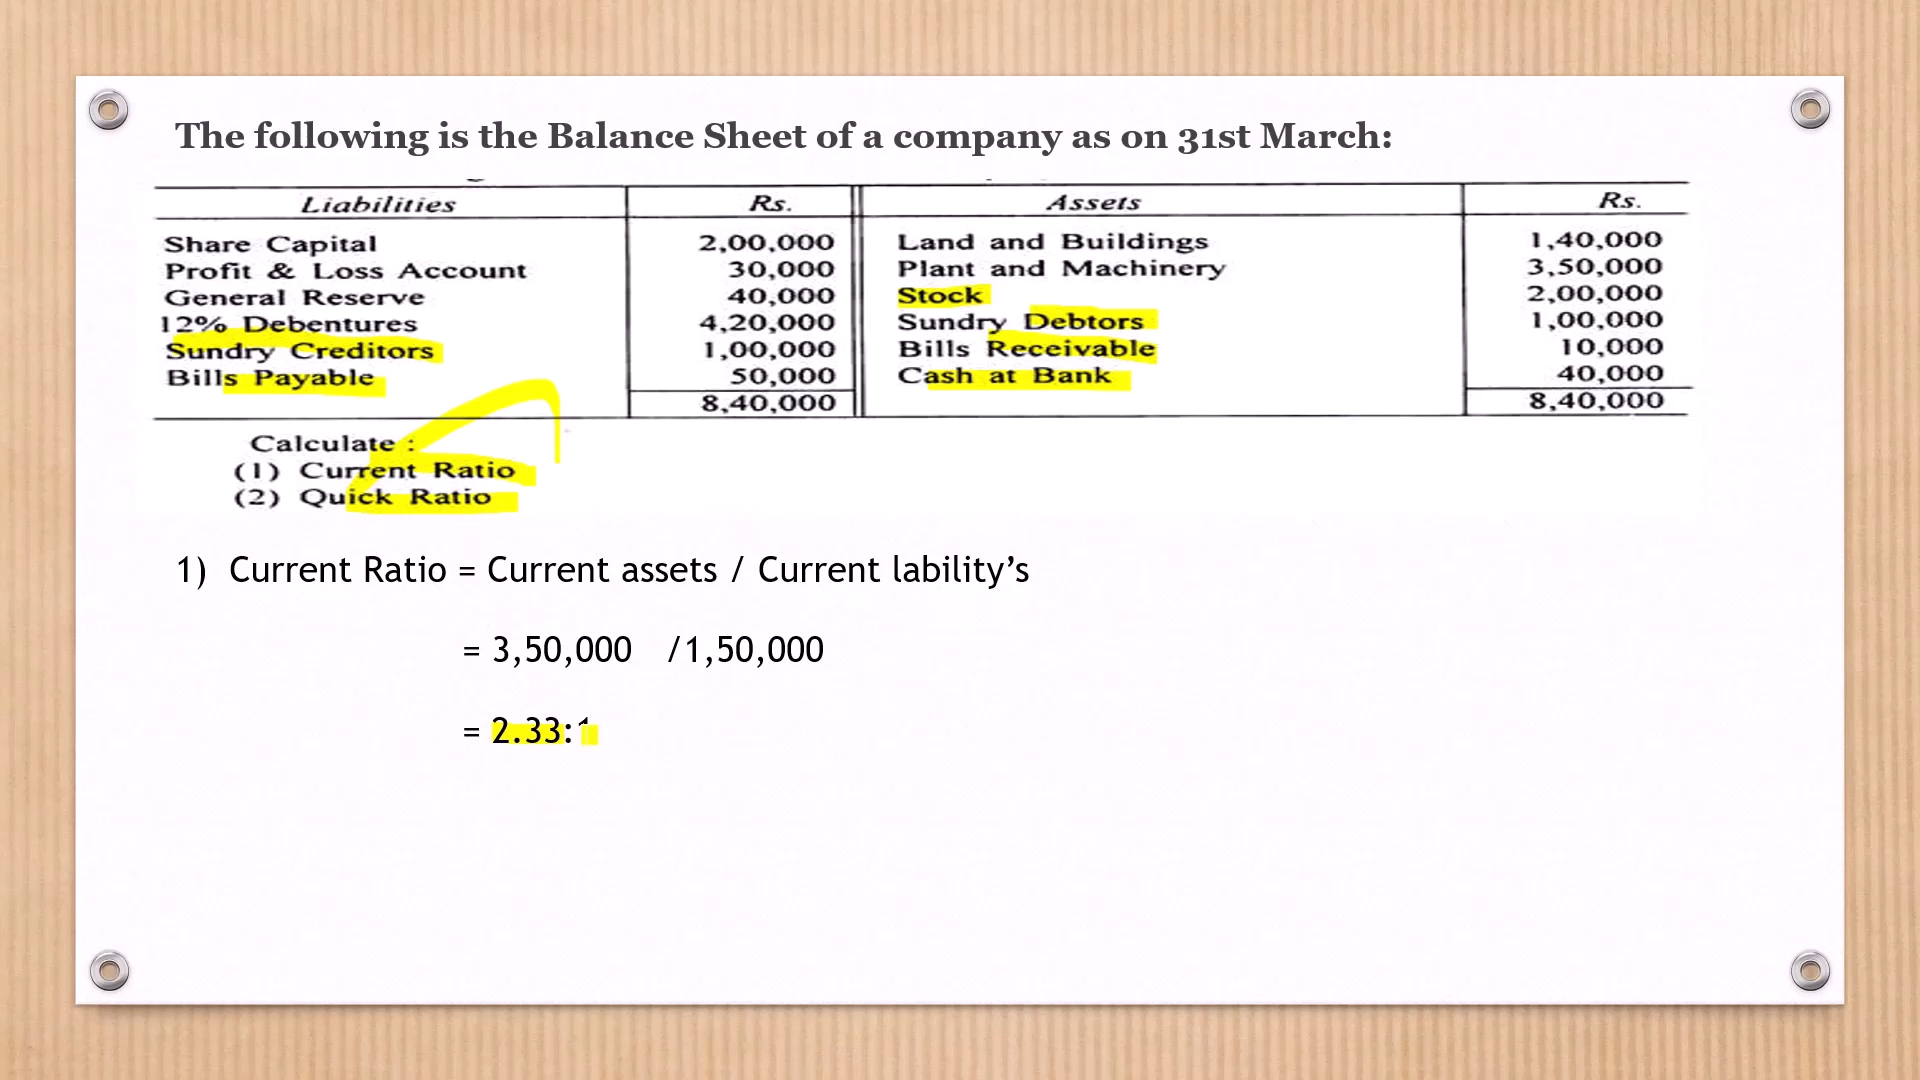 The following is the Balance Sheet of a company as on 31st March:
Liabilities Rs. Assets Rs.
Share Capital 2,00,000 Land and Buildings 1,40,000
Profit & Loss Account 30,000 Plant and Machinery 3,50,000
General Reserve 40,000 Stock 2,00,000
12% Debentures 4,20,000 Sundry Debtors 1,00,000
Sundry Creditors 1,00,000 Bills Receivable 10,000
Bills Payable 50,000 Cash at Bank 40,000
8,40,000 8,40,000
Calculate :
(1) Current Ratio
(2) Quick Ratio
1) Current Ratio = Current assets / Current lability’s
= 3,50,000 /1,50,000
= 2.33:1